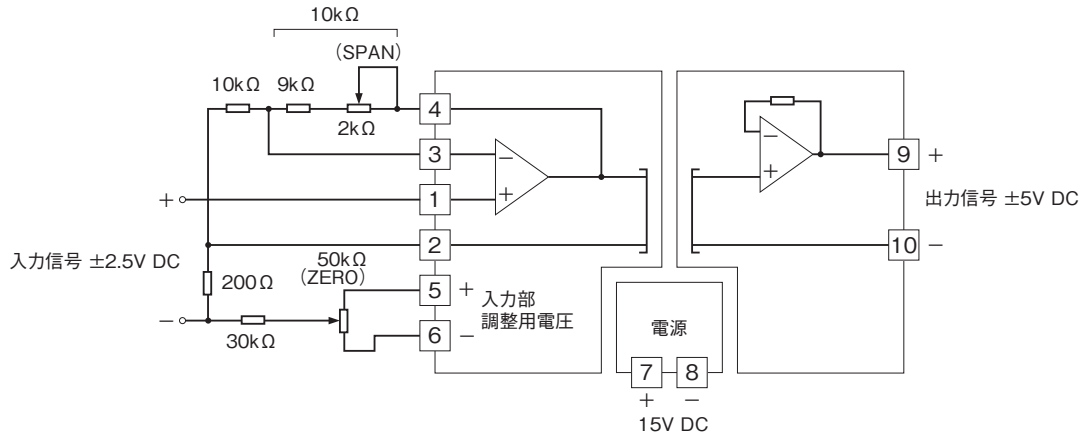 10kΩ
(SPAN)
10kΩ
9kΩ
2kΩ
4
3
−
1
+
+
2
入力信号 ±2.5V DC
50kΩ
(ZERO)
200Ω
5
+
入力部
調整用電圧
−
30kΩ
6
−
電源
7
8
+
−
15V DC
−
+
9
+
出力信号 ±5V DC
10
−